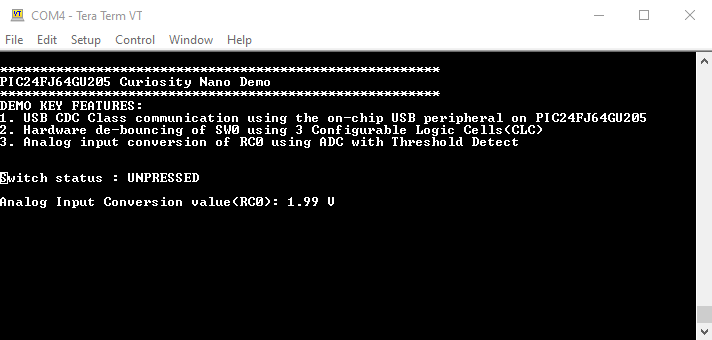 COM4 - Tera Term VT
File Edit Setup Control Window Help
*******************************************************
PIC24FJ64GU205 Curiosity Nano Demo
*******************************************************
DEMO KEY FEATURES:
1. USB CDC Class communication using the on-chip USB peripheral on PIC24FJ64GU205
2. Hardware de-bouncing of SW0 using 3 Configurable Logic Cells(CLC)
3. Analog input conversion of RC0 using ADC with Threshold Detect
Switch status : UNPRESSED
Analog Input Conversion value(RC0): 1.99 V